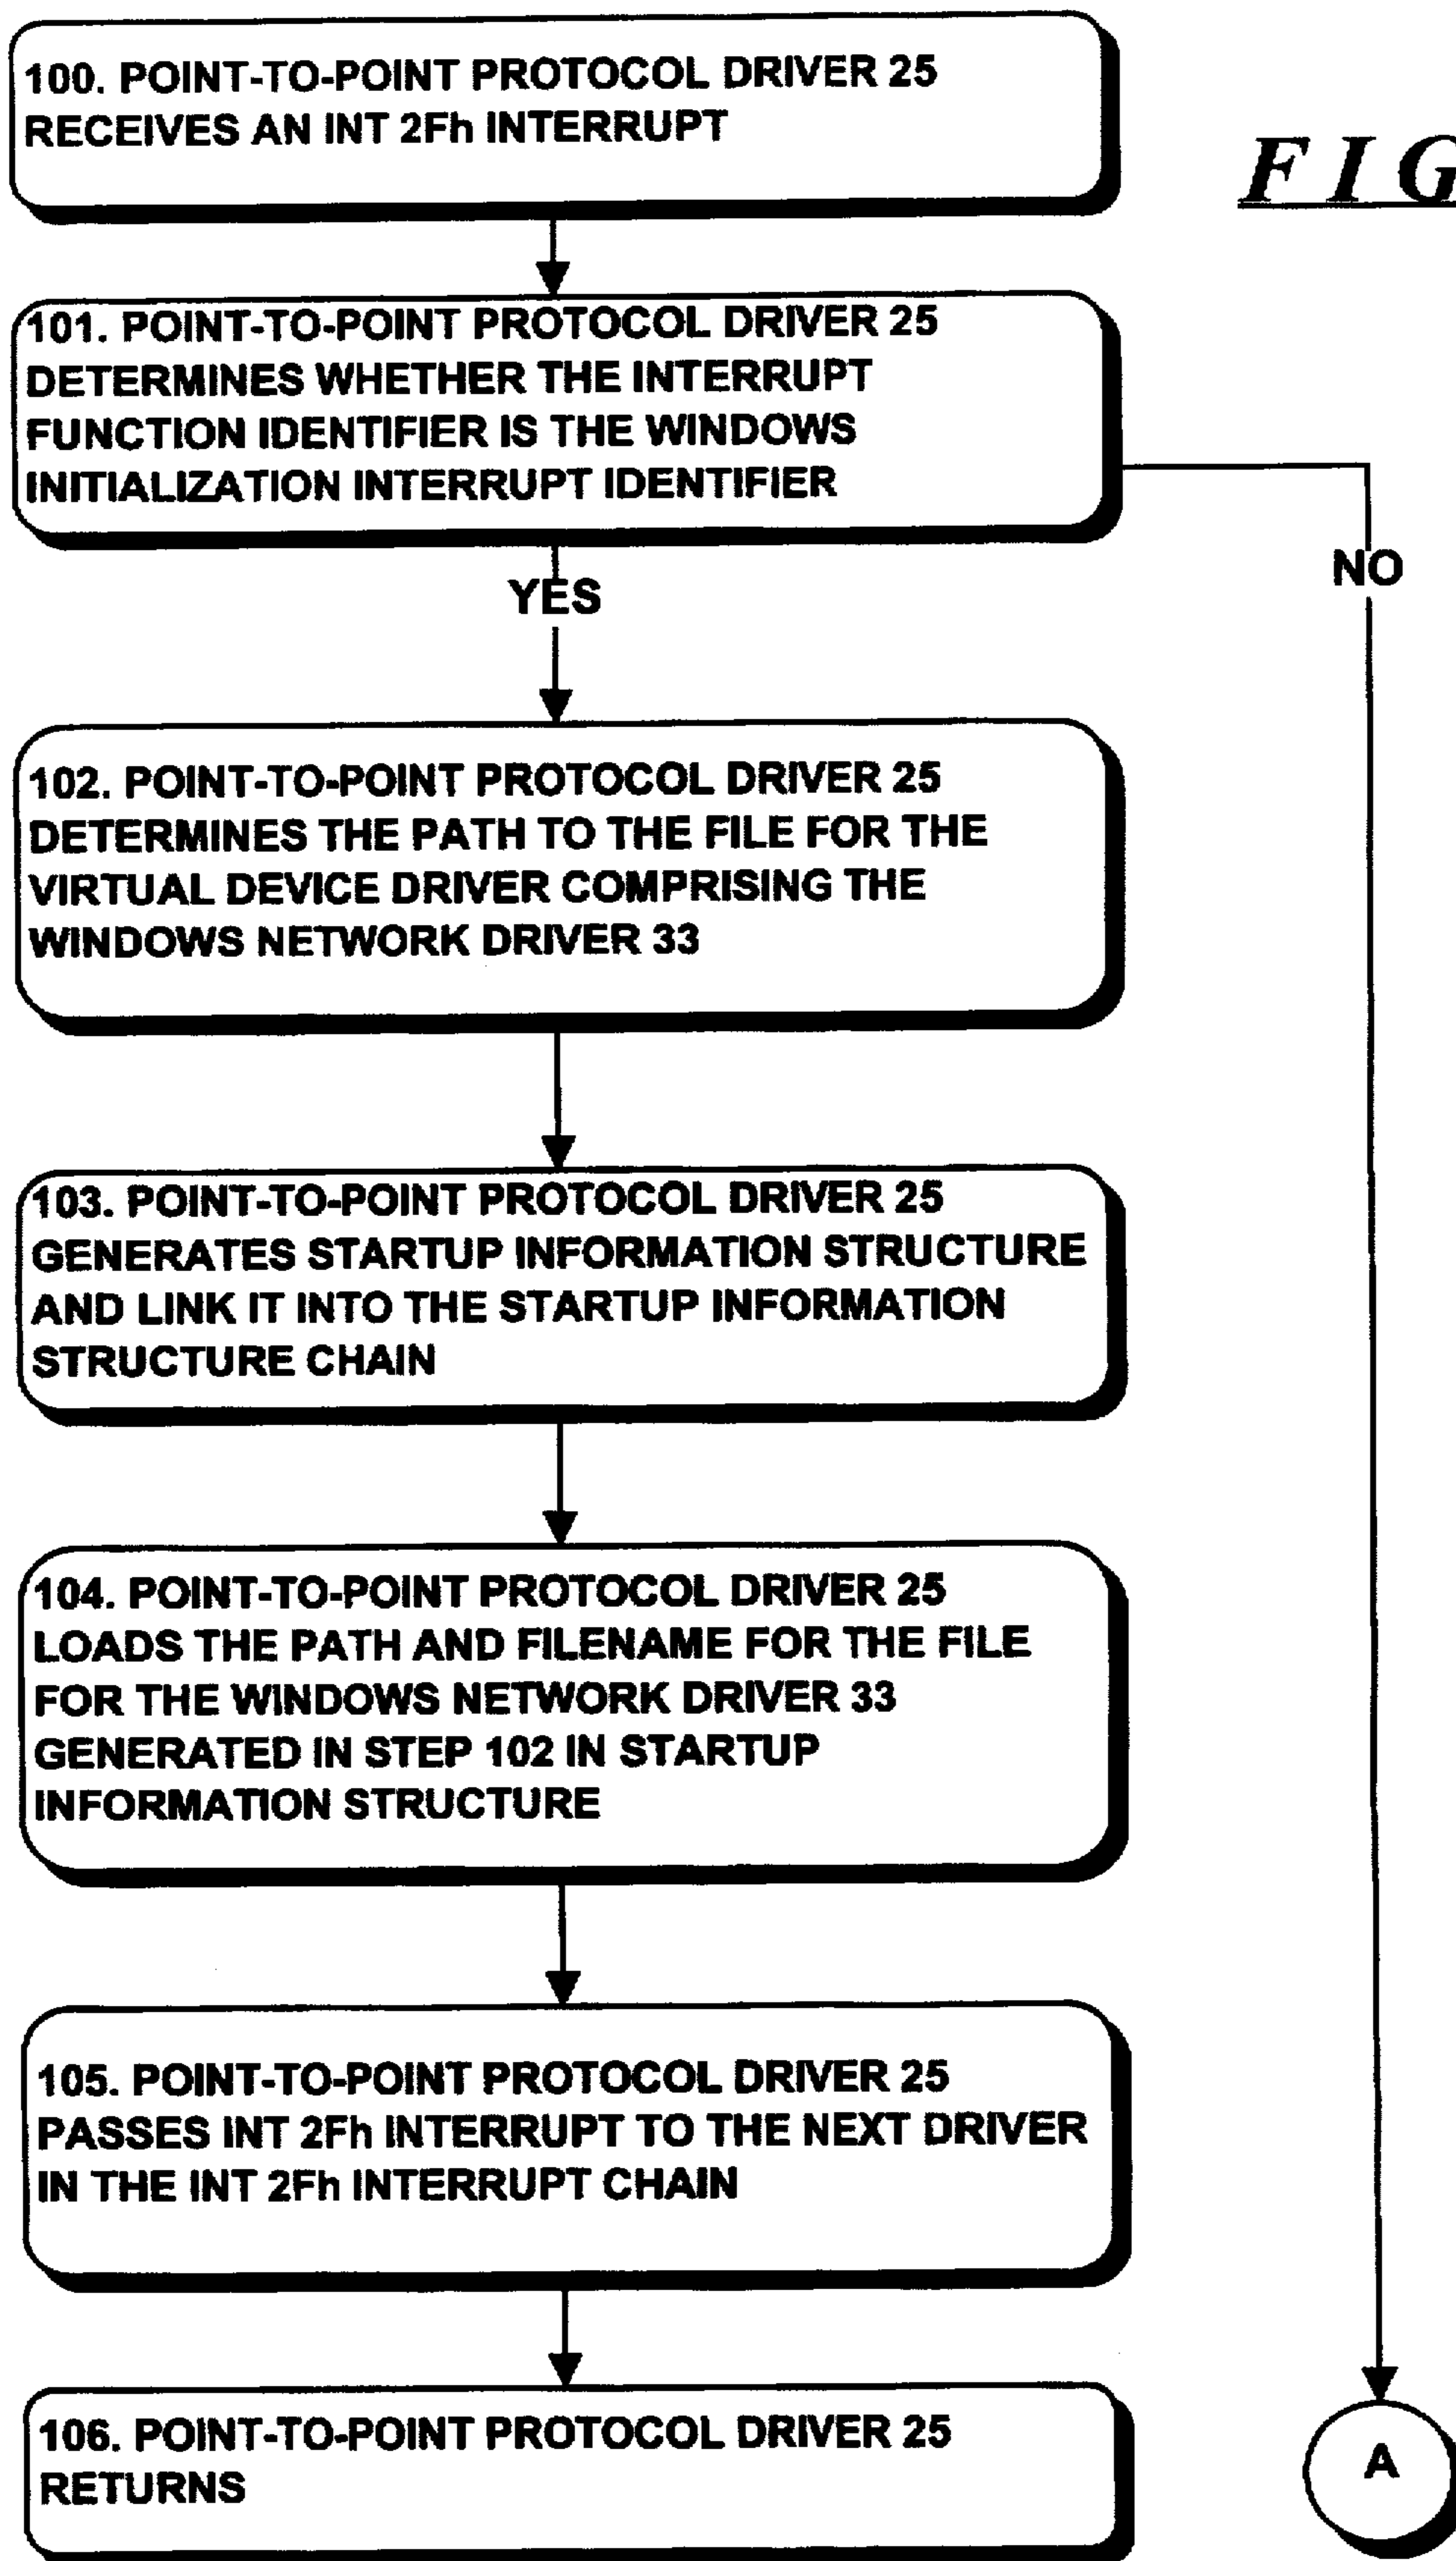 100. POINT-TO-POINT PROTOCOL DRIVER 25
RECEIVES AN INT 2Fh INTERRUPT
F I G
101. POINT-TO-POINT PROTOCOL DRIVER 25
DETERMINES WHETHER THE INTERRUPT
FUNCTION IDENTIFIER IS THE WINDOWS
INITIALIZATION INTERRUPT IDENTIFIER
NO
YES
102. POINT-TO-POINT PROTOCOL DRIVER 25
DETERMINES THE PATH TO THE FILE FOR THE
VIRTUAL DEVICE DRIVER COMPRISING THE
WINDOWS NETWORK DRIVER 33
103. POINT-TO-POINT PROTOCOL DRIVER 25
GENERATES STARTUP INFORMATION STRUCTURE
AND LINK IT INTO THE STARTUP INFORMATION
STRUCTURE CHAIN
104. POINT-TO-POINT PROTOCOL DRIVER 25
LOADS THE PATH AND FILENAME FOR THE FILE
FOR THE WINDOWS NETWORK DRIVER 33
GENERATED IN STEP 102 IN STARTUP
INFORMATION STRUCTURE
105. POINT-TO-POINT PROTOCOL DRIVER 25
PASSES INT 2Fh INTERRUPT TO THE NEXT DRIVER
IN THE INT 2Fh INTERRUPT CHAIN
106. POINT-TO-POINT PROTOCOL DRIVER 25
RETURNS
A